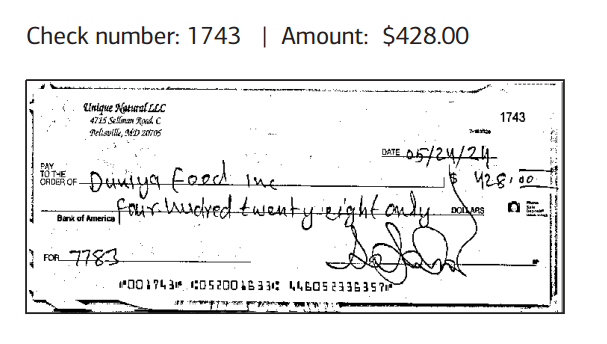 Check number: 1743 | Amount: $428.00
Unique Natural LLC
4715 Sellman Road, C
Beltsville, MD 20705
1743
DATE 05/24/24
PAY
TO THE
ORDER OF Duniya Food Inc $ 428.00
four-hudred twenty-eight only DOLLARS
Bank of America
FOR 7783
⑈001743⑈ ⑆052001633⑆ 446052336357⑈